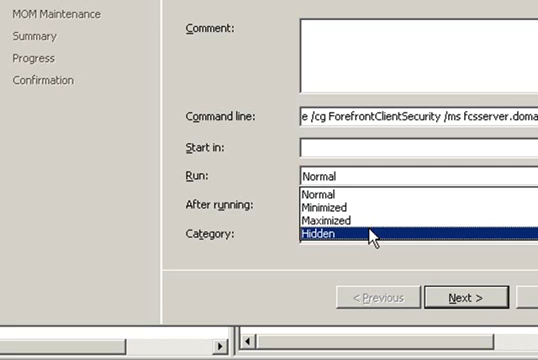 MOM Maintenance
Summary
Progress
Confirmation
Comment:
Command line:
e /cg ForefrontClientSecurity /ms fcsserver.doma
Start in:
Run:
Normal
Normal
After running:
Minimized
Maximized
Category:
Hidden
< Previous
Next >